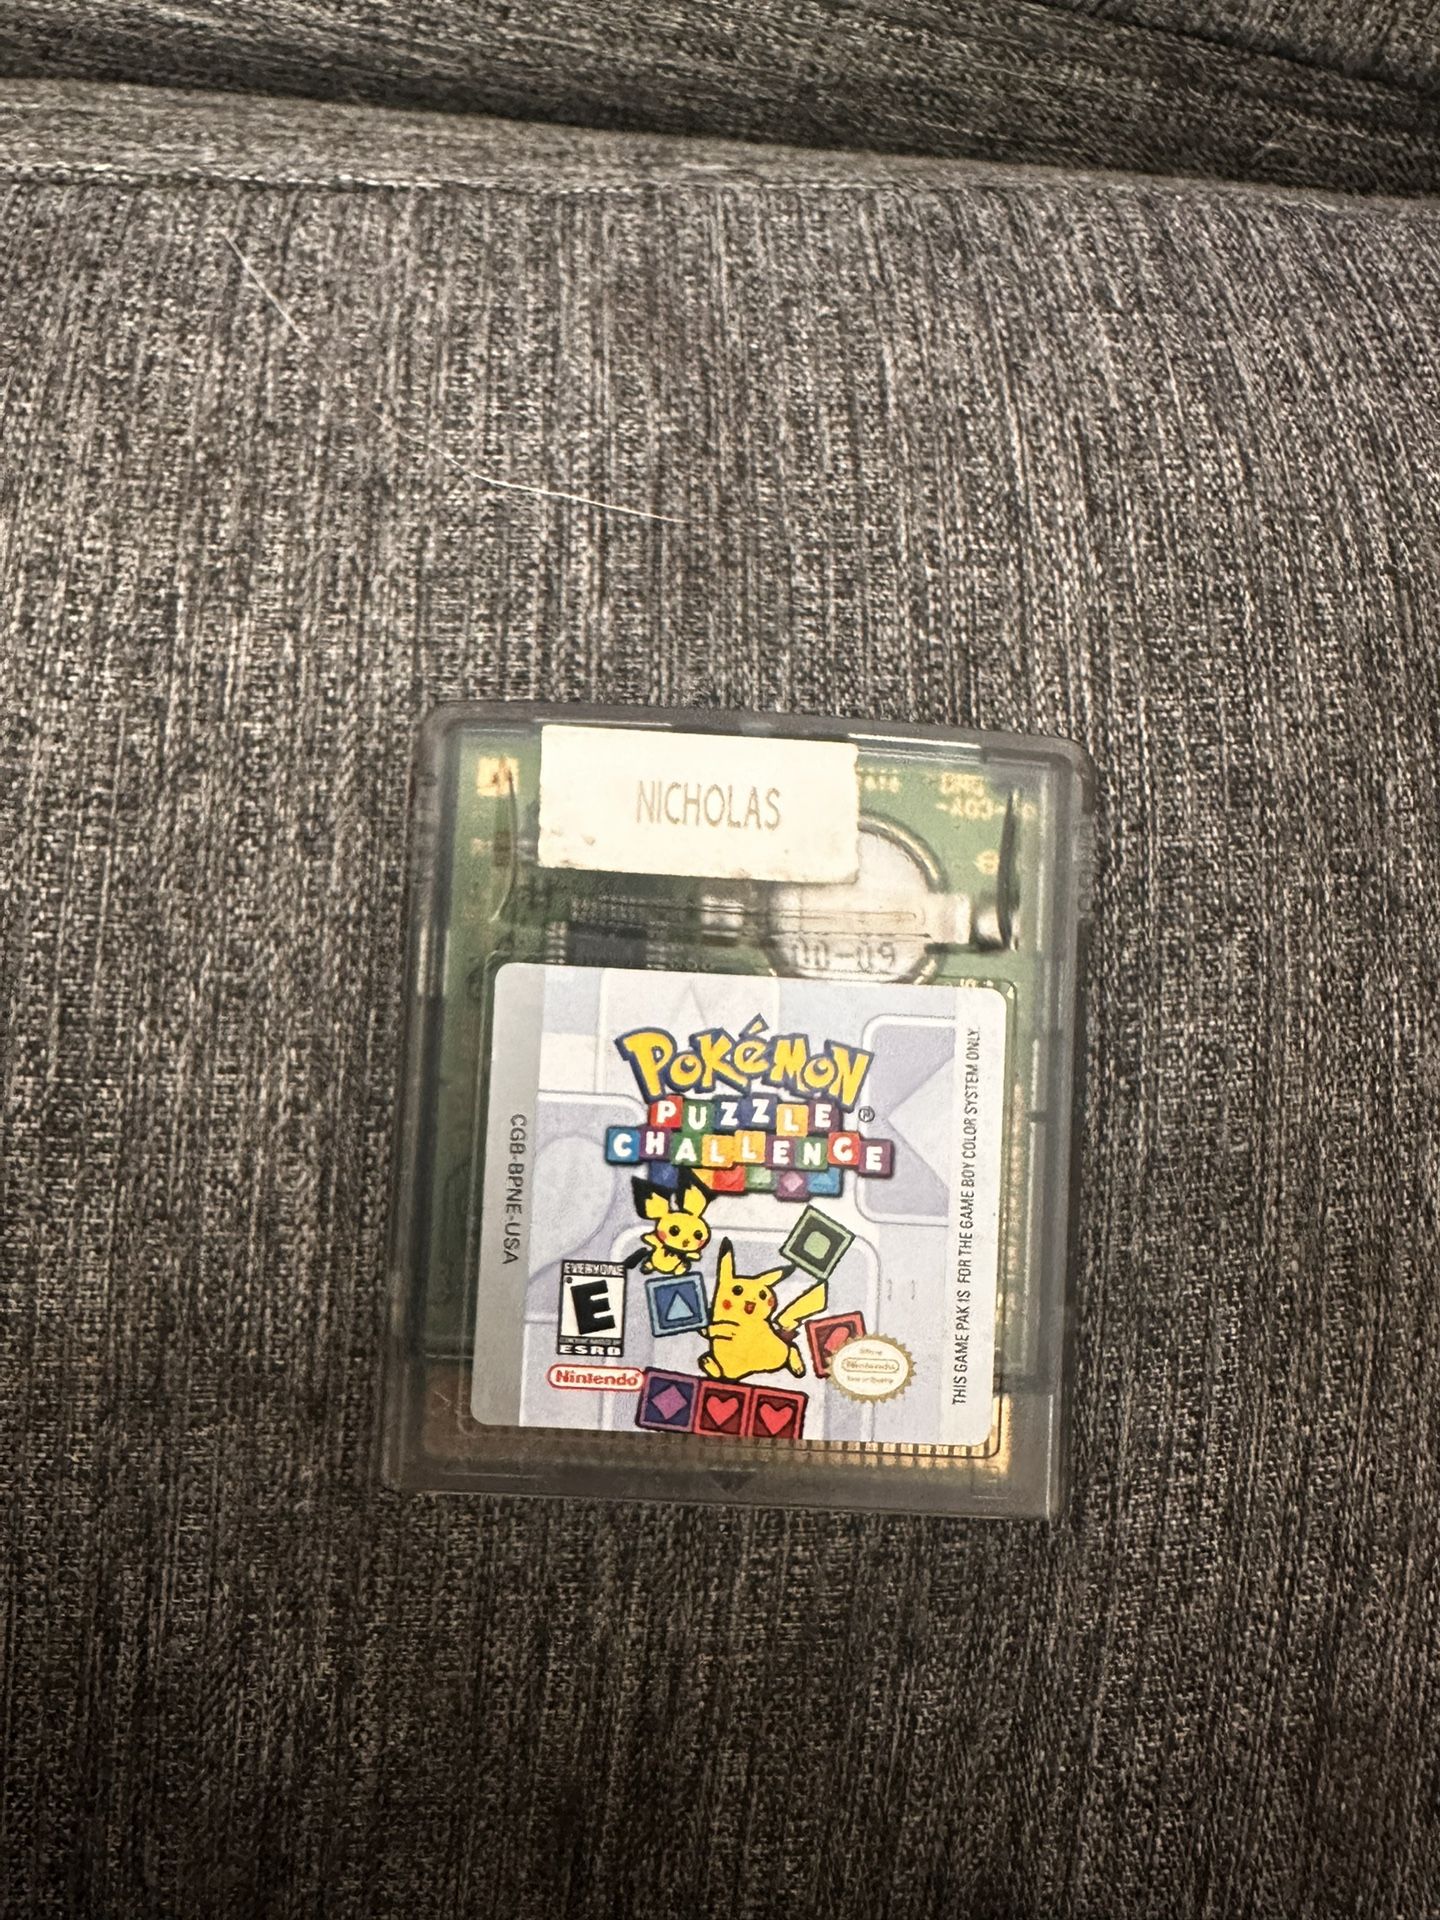 NICHOLAS
00-09
POKéMON
PUZZLE
CHALLENGE®
CGB-BPNE-USA
EVERYONE
E
ESRB
Nintendo®
THIS GAME PAK IS FOR THE GAME BOY COLOR SYSTEM ONLY.
11